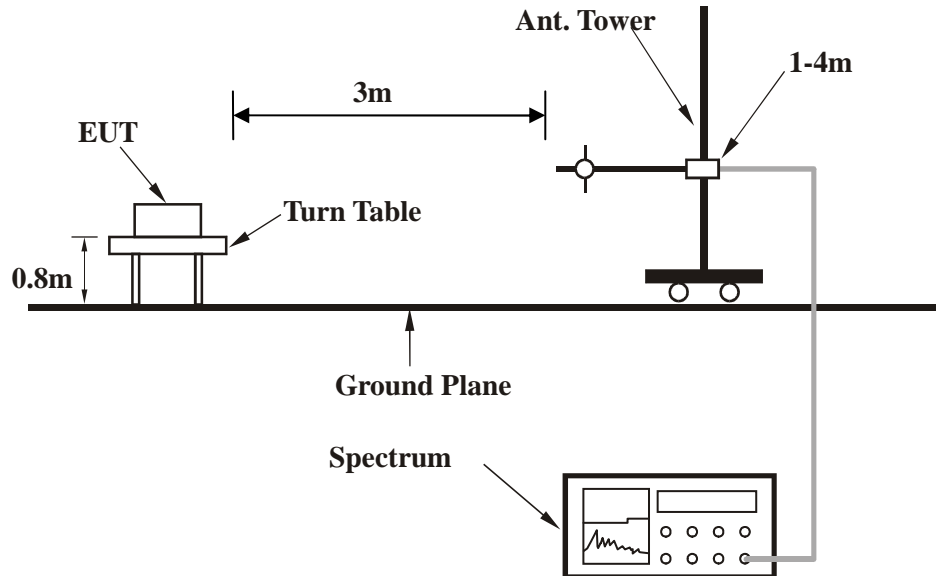 Ant. Tower
1-4m
3m
EUT
Turn Table
0.8m
Ground Plane
Spectrum